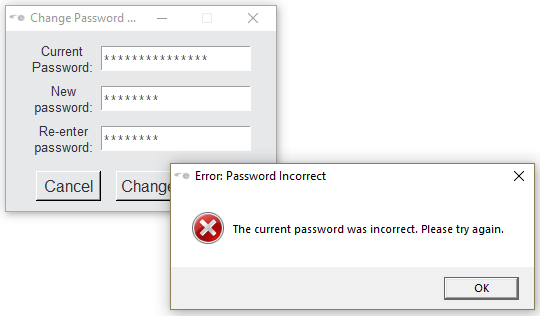 Change Password ...
Current
Password:
***************
New
password:
********
Re-enter
password:
********
Cancel
Change
Error: Password Incorrect
The current password was incorrect. Please try again.
OK